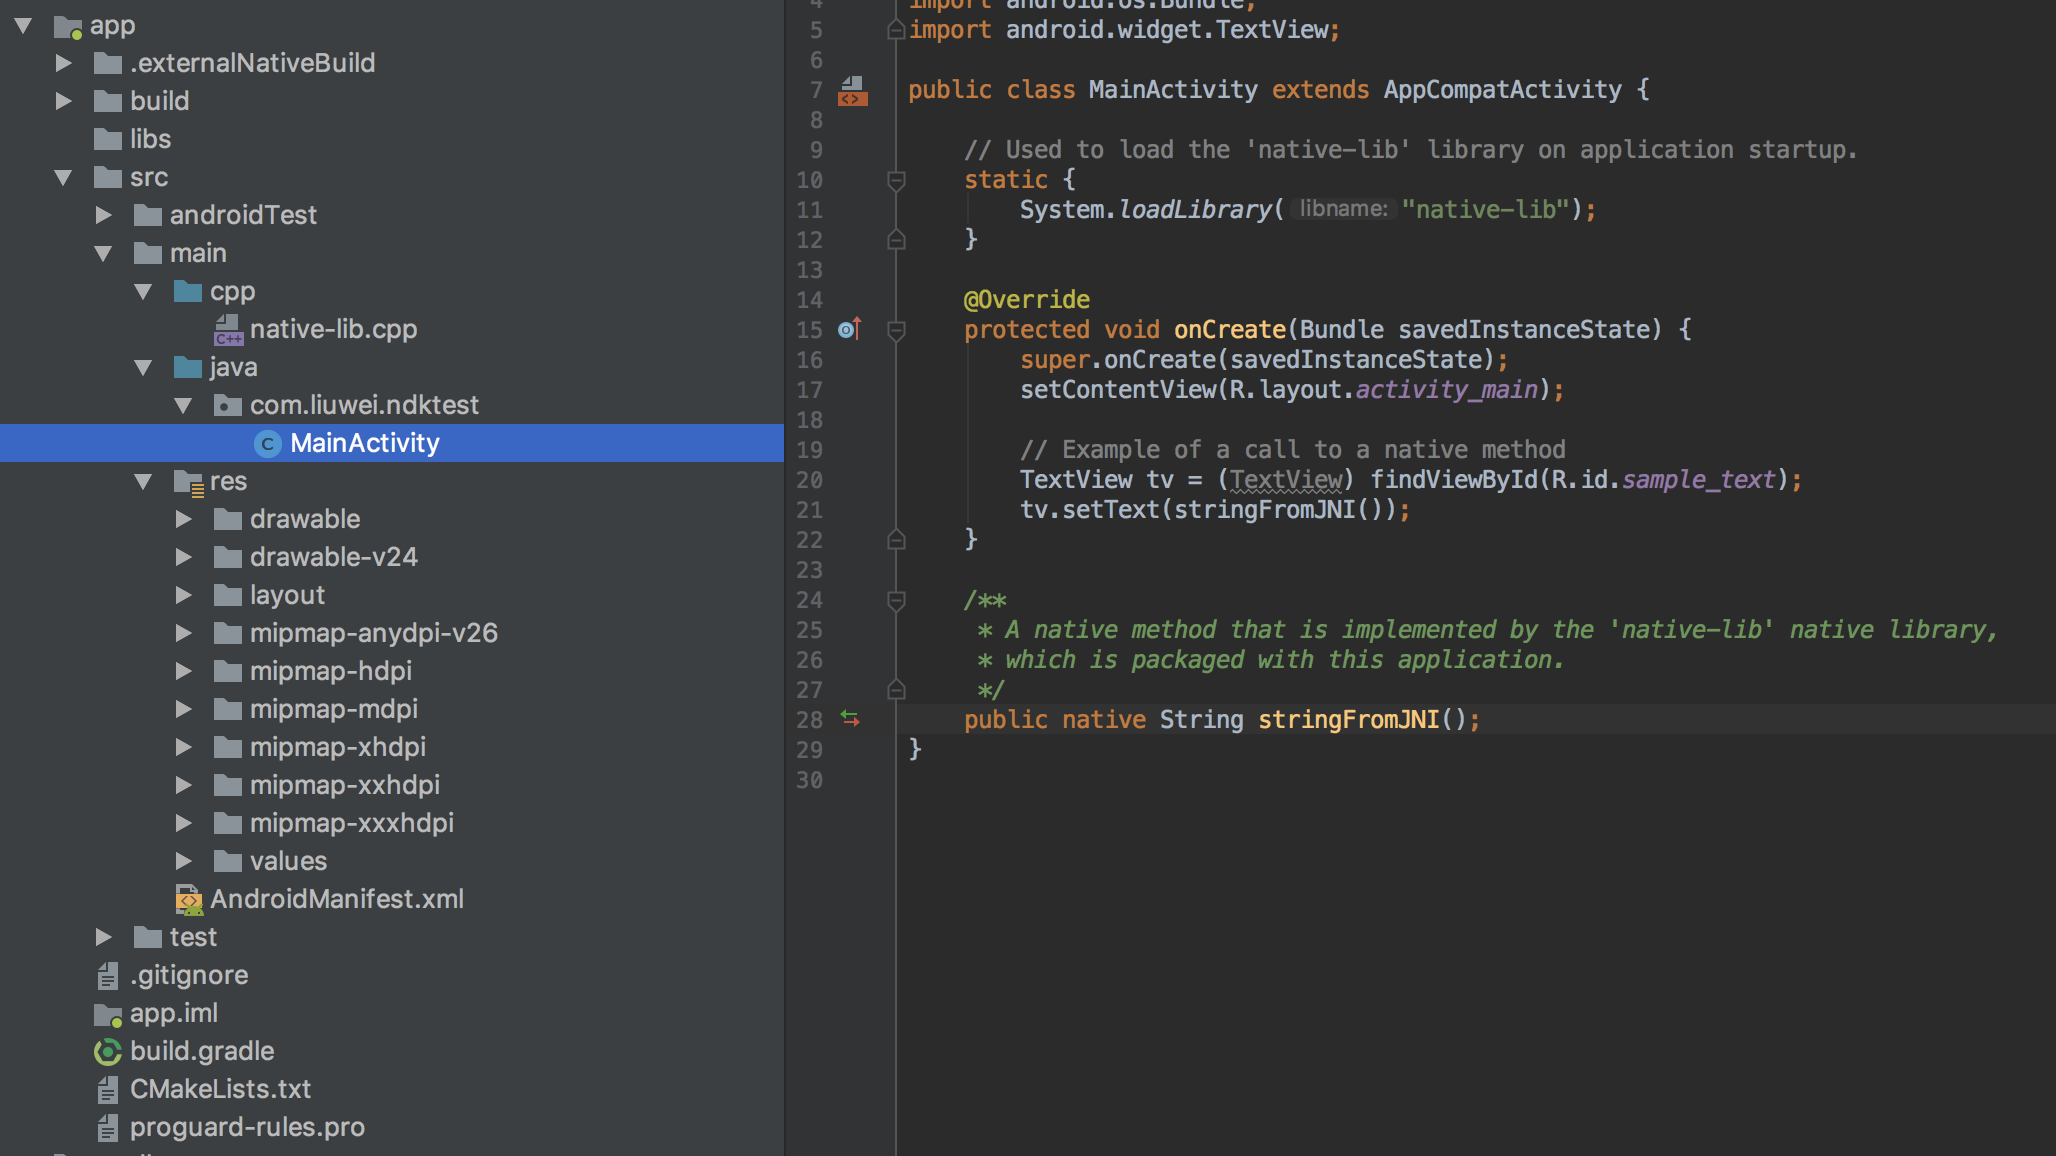 app
.externalNativeBuild
build
libs
src
androidTest
main
cpp
native-lib.cpp
java
com.liuwei.ndktest
MainActivity
res
drawable
drawable-v24
layout
mipmap-anydpi-v26
mipmap-hdpi
mipmap-mdpi
mipmap-xhdpi
mipmap-xxhdpi
mipmap-xxxhdpi
values
AndroidManifest.xml
test
.gitignore
app.iml
build.gradle
CMakeLists.txt
proguard-rules.pro
4 import android.os.Bundle;
5 import android.widget.TextView;
6
7 public class MainActivity extends AppCompatActivity {
8
9 // Used to load the 'native-lib' library on application startup.
10 static {
11 System.loadLibrary( libname: "native-lib");
12 }
13
14 @Override
15 protected void onCreate(Bundle savedInstanceState) {
16 super.onCreate(savedInstanceState);
17 setContentView(R.layout.activity_main);
18
19 // Example of a call to a native method
20 TextView tv = (TextView) findViewById(R.id.sample_text);
21 tv.setText(stringFromJNI());
22 }
23
24 /**
25 * A native method that is implemented by the 'native-lib' native library,
26 * which is packaged with this application.
27 */
28 public native String stringFromJNI();
29 }
30